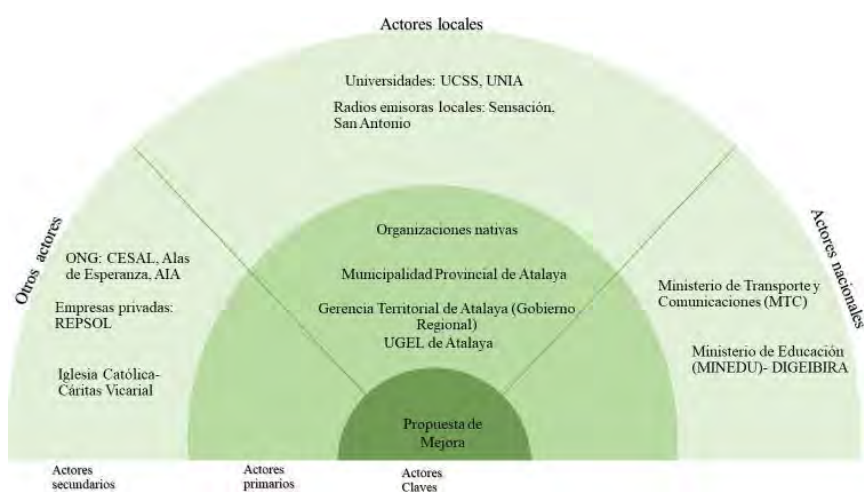 Actores locales
Universidades: UCSS, UNIA
Radios emisoras locales: Sensación,
San Antonio
Otros actores
ONG: CESAL, Alas
de Esperanza, AIA
Empresas privadas:
REPSOL
Iglesia Católica-
Cáritas Vicarial
Organizaciones nativas
Municipalidad Provincial de Atalaya
Gerencia Territorial de Atalaya (Gobierno
Regional)
UGEL de Atalaya
Actores nacionales
Ministerio de Transporte y
Comunicaciones (MTC)
Ministerio de Educación
(MINEDU)- DIGEIBIRA
Propuesta de
Mejora
Actores
secundarios
Actores
primarios
Actores
Claves